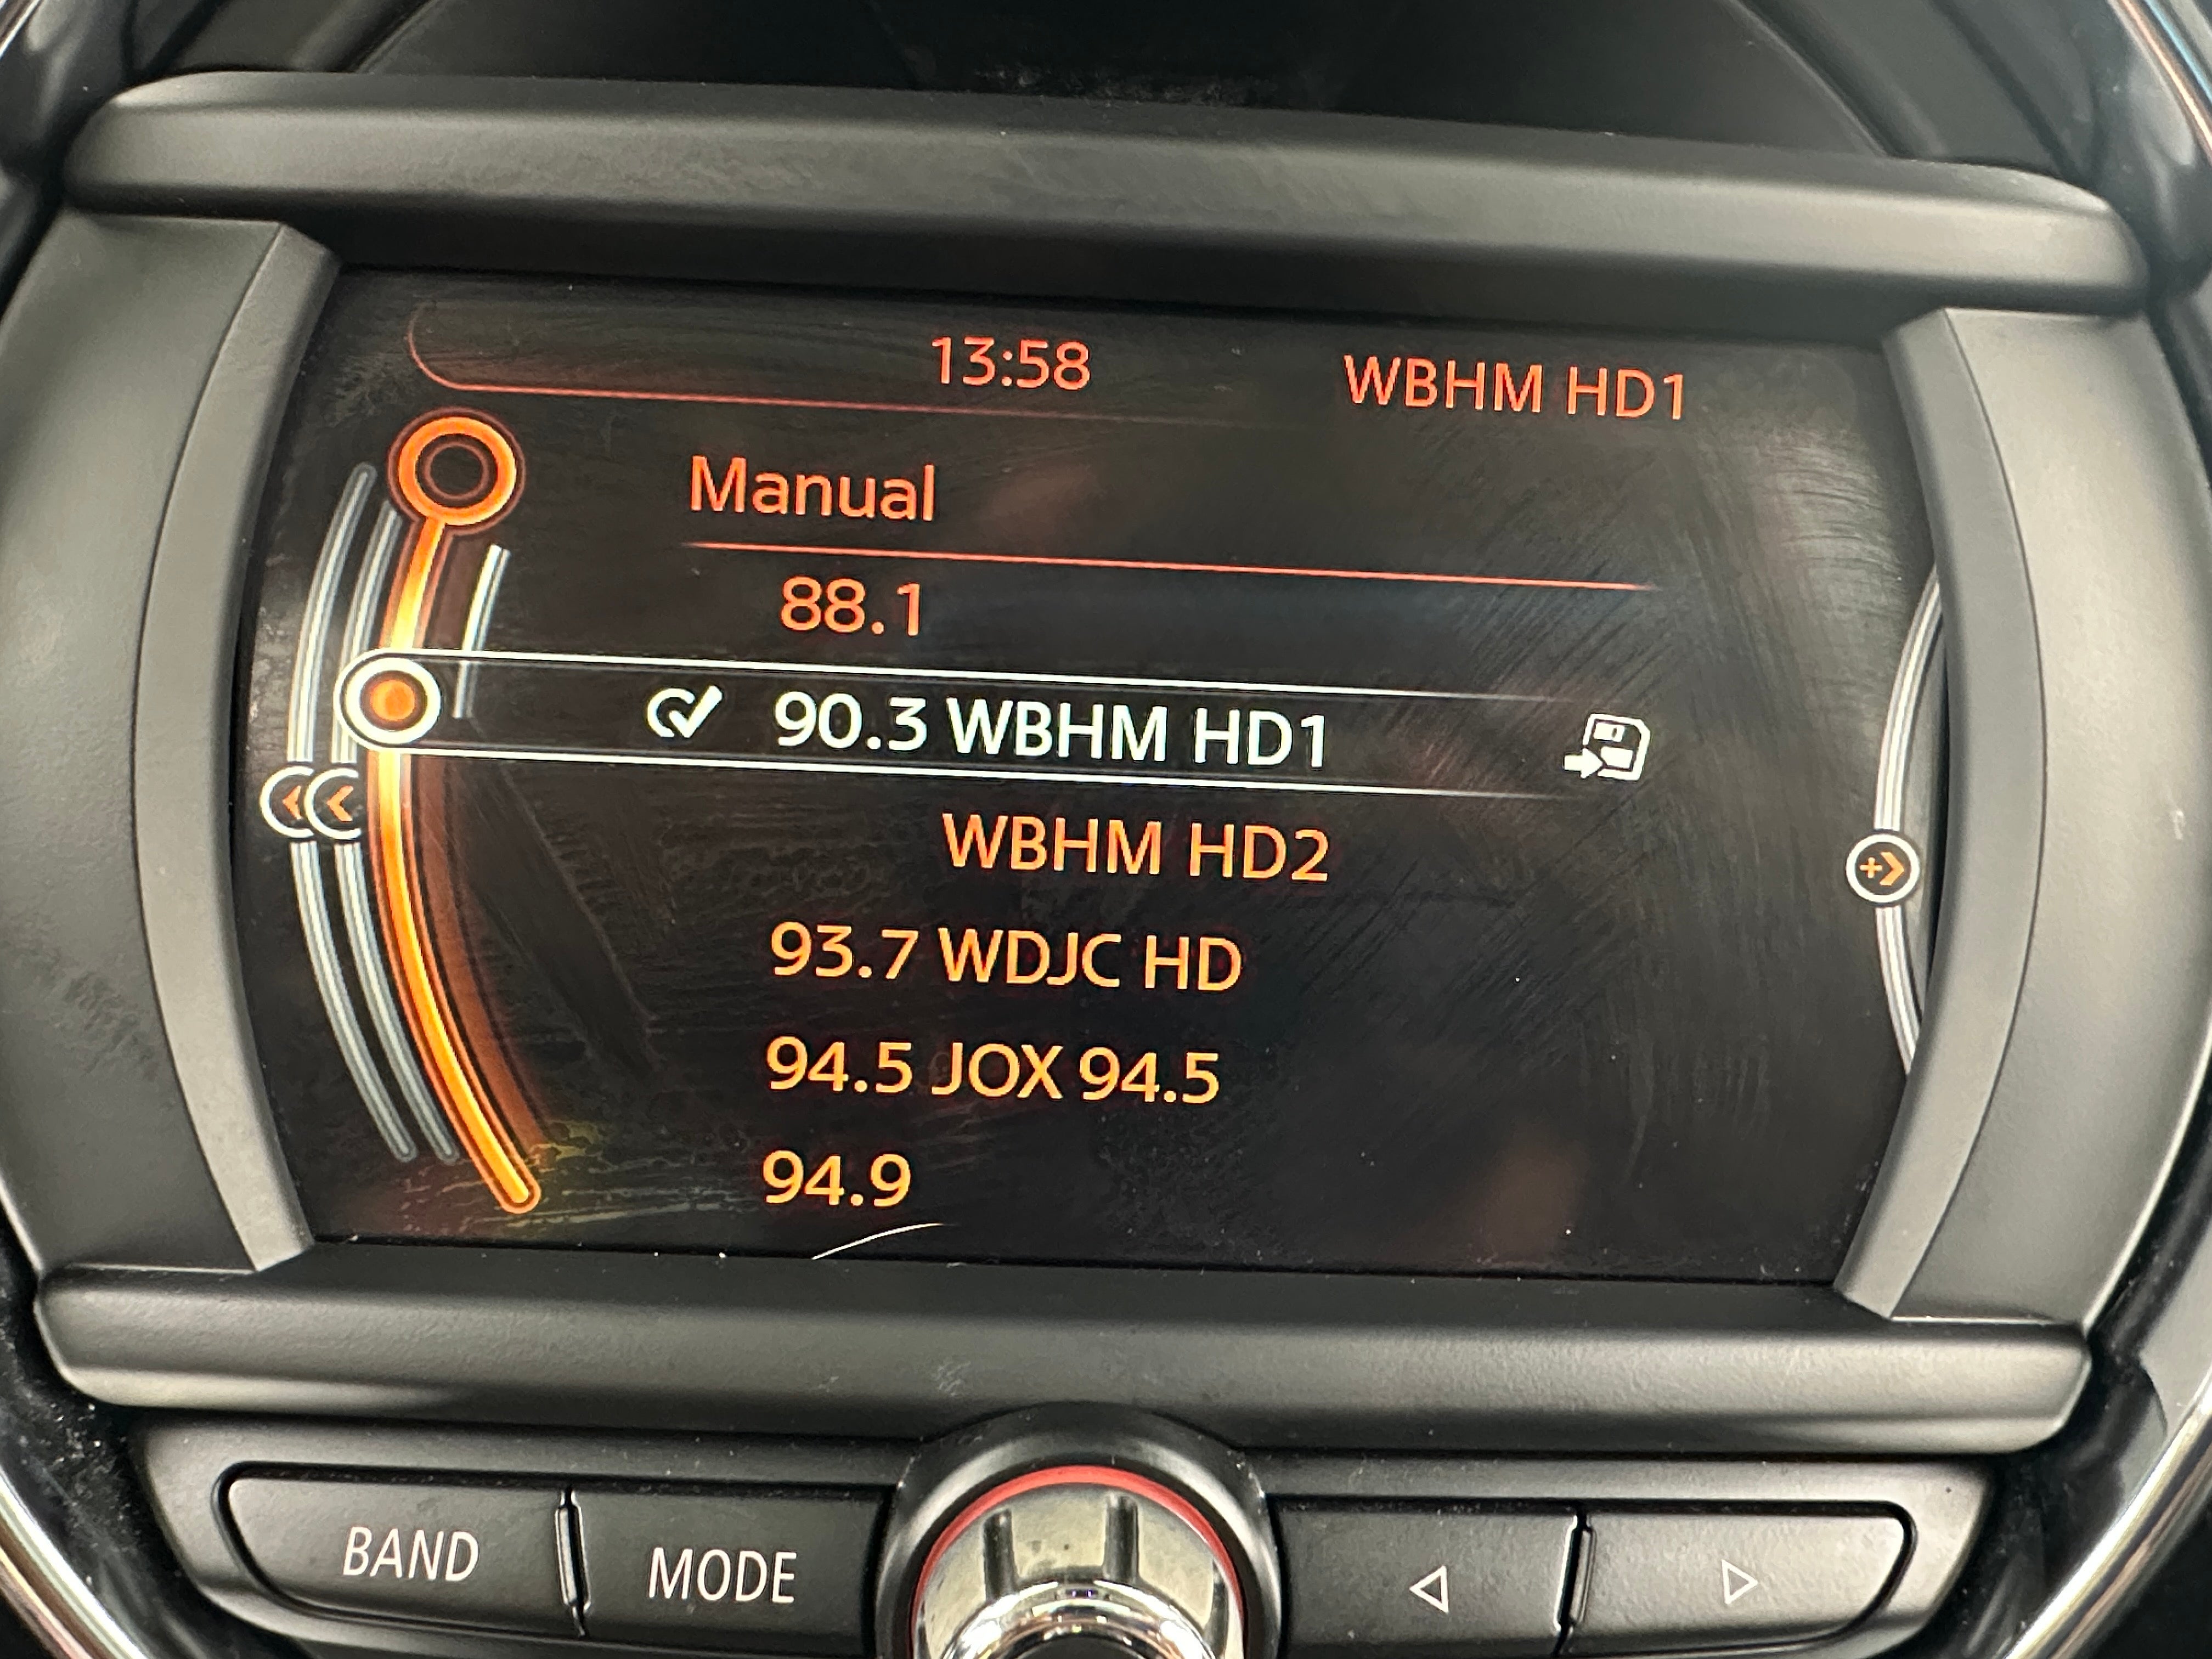 13:58 WBHM HD1
Manual
88.1
90.3 WBHM HD1
WBHM HD2
93.7 WDJC HD
94.5 JOX 94.5
94.9
BAND MODE